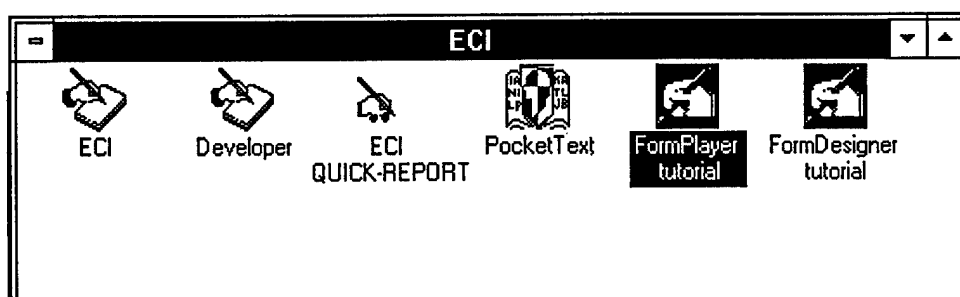 ECI
ECI
Developer
ECI
QUICK-REPORT
PocketText
FormPlayer
tutorial
FormDesigner
tutorial